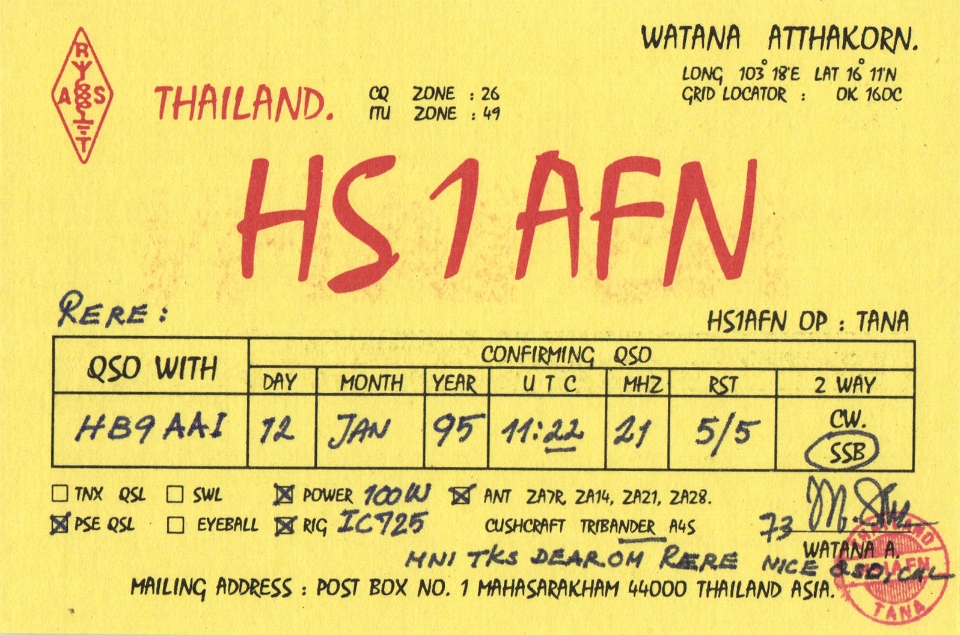 WATANA ATTHAKORN.
LONG 103° 18'E LAT 16° 11'N
GRID LOCATOR : OK 16OC
R
A S
T
THAILAND.
CQ ZONE : 26
ITU ZONE : 49
HS1AFN
RERE :
HS1AFN OP : TANA
QSO WITH
CONFIRMING QSO
DAY MONTH YEAR UTC MHZ RST 2 WAY
HB9AAI 12 JAN 95 11:22 21 5/5 CW.
SSB
TNX QSL SWL POWER 100W ANT ZA7R, ZA14, ZA21, ZA28.
PSE QSL EYEBALL RIG IC725 CUSHCRAFT TRIBANDER A4S
73
WATANA A.
MNI TKS DEAR OM RERE NICE QSO,
MAILING ADDRESS : POST BOX NO. 1 MAHASARAKHAM 44000 THAILAND ASIA.
THAILAND
HS1AFN
TANA